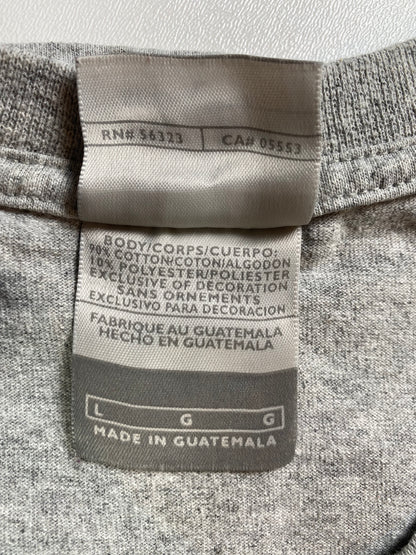 RN# 56323 | CA# 05553
BODY/CORPS/CUERPO:
90% COTTON/COTON/ALGODON
10% POLYESTER/POLIESTER
EXCLUSIVE OF DECORATION
SANS ORNEMENTS
EXCLUSIVO PARA DECORACION
FABRIQUE AU GUATEMALA
HECHO EN GUATEMALA
L G G
MADE IN GUATEMALA